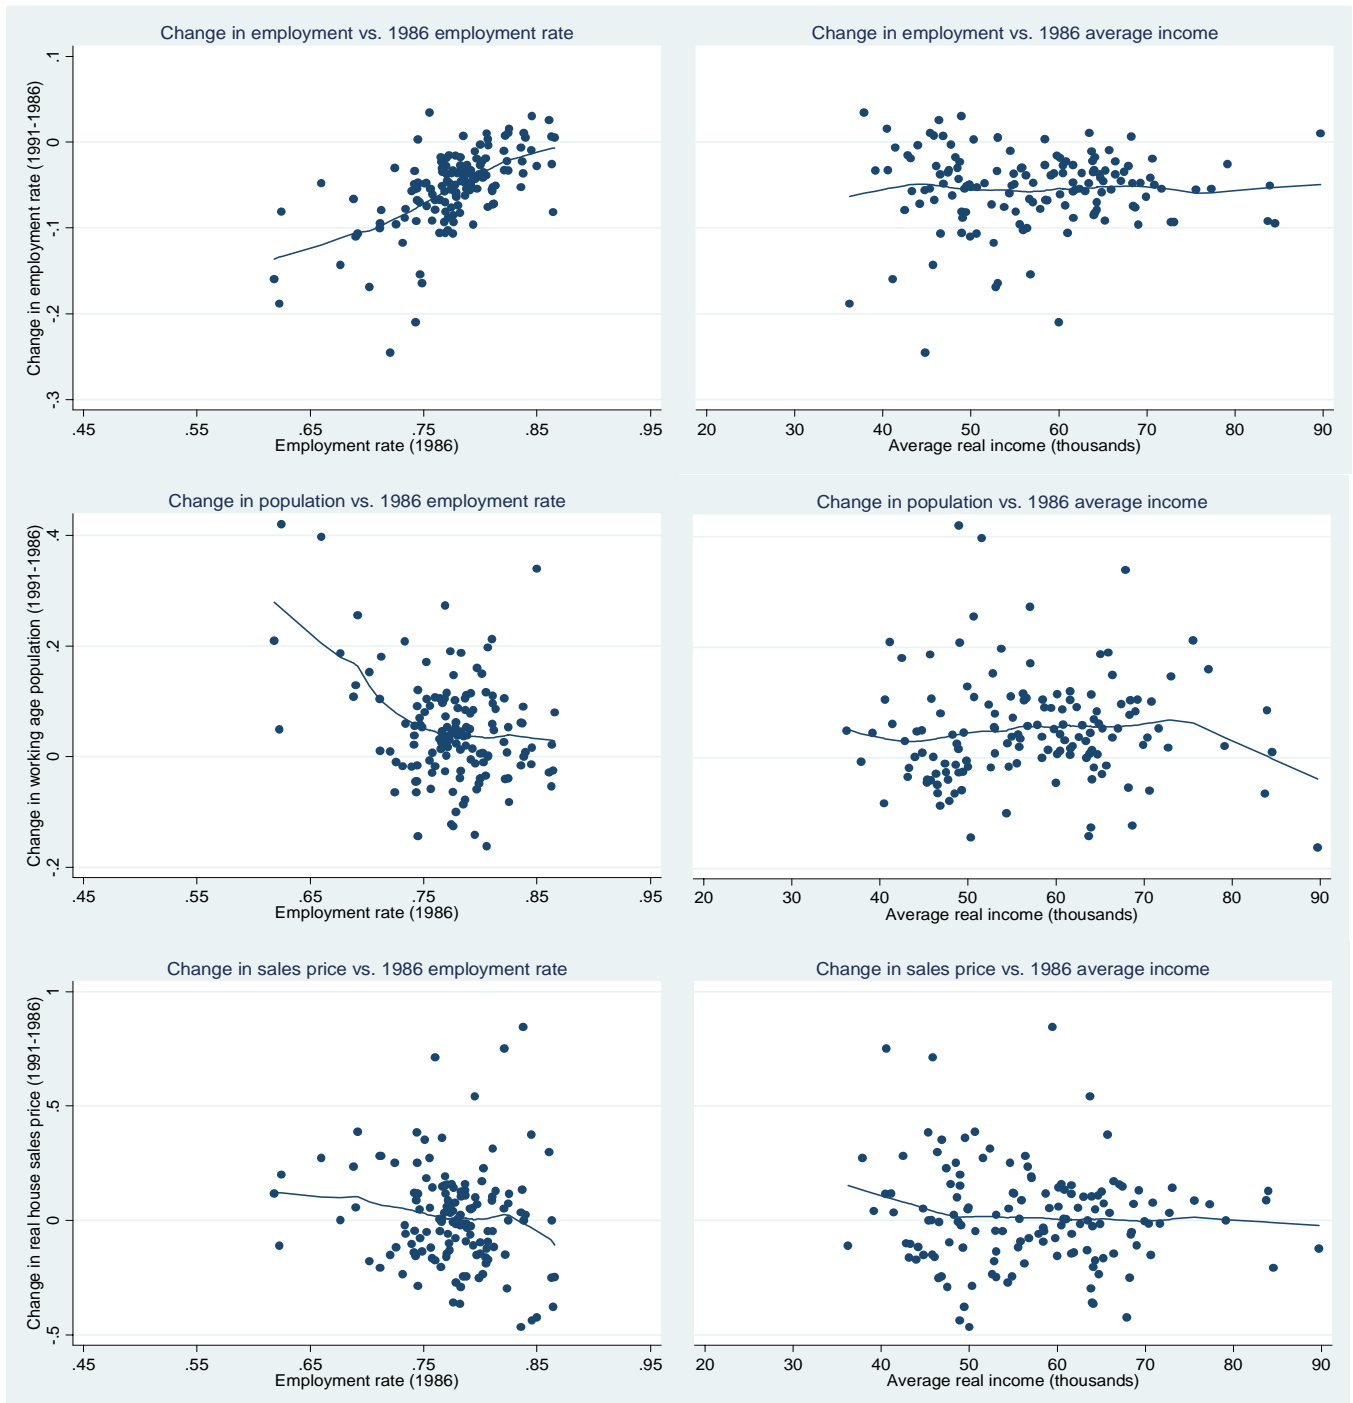 Change in employment vs. 1986 employment rate
Change in employment rate (1991-1986)
.1
0
-.1
-.2
-.3
.45 .55 .65 .75 .85 .95
Employment rate (1986)
Change in employment vs. 1986 average income
20 30 40 50 60 70 80 90
Average real income (thousands)
Change in population vs. 1986 employment rate
Change in working age population (1991-1986)
.4
.2
0
-.2
.45 .55 .65 .75 .85 .95
Employment rate (1986)
Change in population vs. 1986 average income
20 30 40 50 60 70 80 90
Average real income (thousands)
Change in sales price vs. 1986 employment rate
Change in real house sales price (1991-1986)
1
.5
0
-.5
.45 .55 .65 .75 .85 .95
Employment rate (1986)
Change in sales price vs. 1986 average income
20 30 40 50 60 70 80 90
Average real income (thousands)